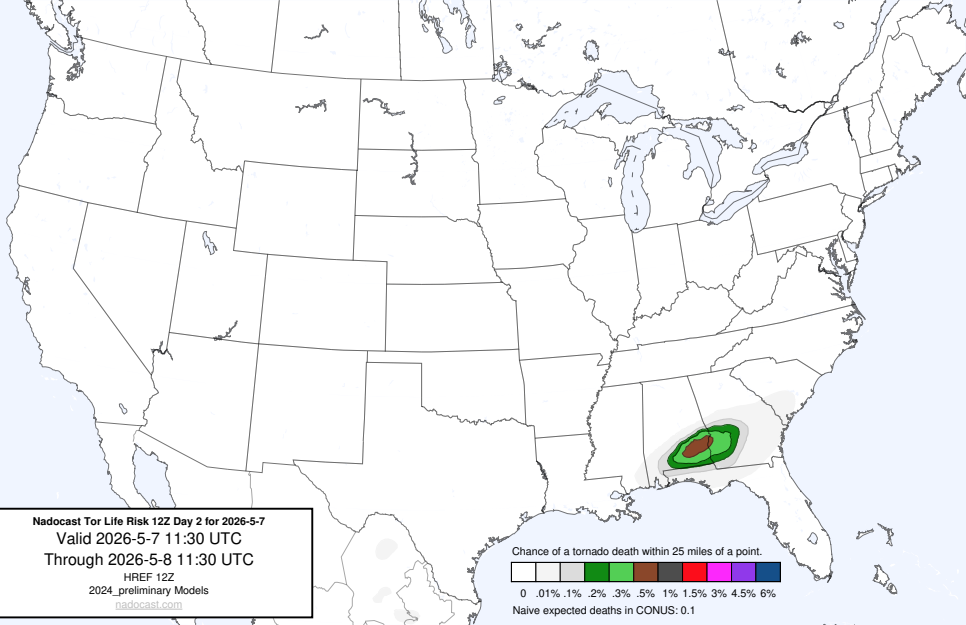 Nadocast Tor Life Risk 12Z Day 2 for 2026-5-7
Valid 2026-5-7 11:30 UTC
Through 2026-5-8 11:30 UTC
HREF 12Z
2024_preliminary Models
nadocast.com
Chance of a tornado death within 25 miles of a point.
0 .01% .1% .2% .3% .5% 1% 1.5% 3% 4.5% 6%
Naive expected deaths in CONUS: 0.1